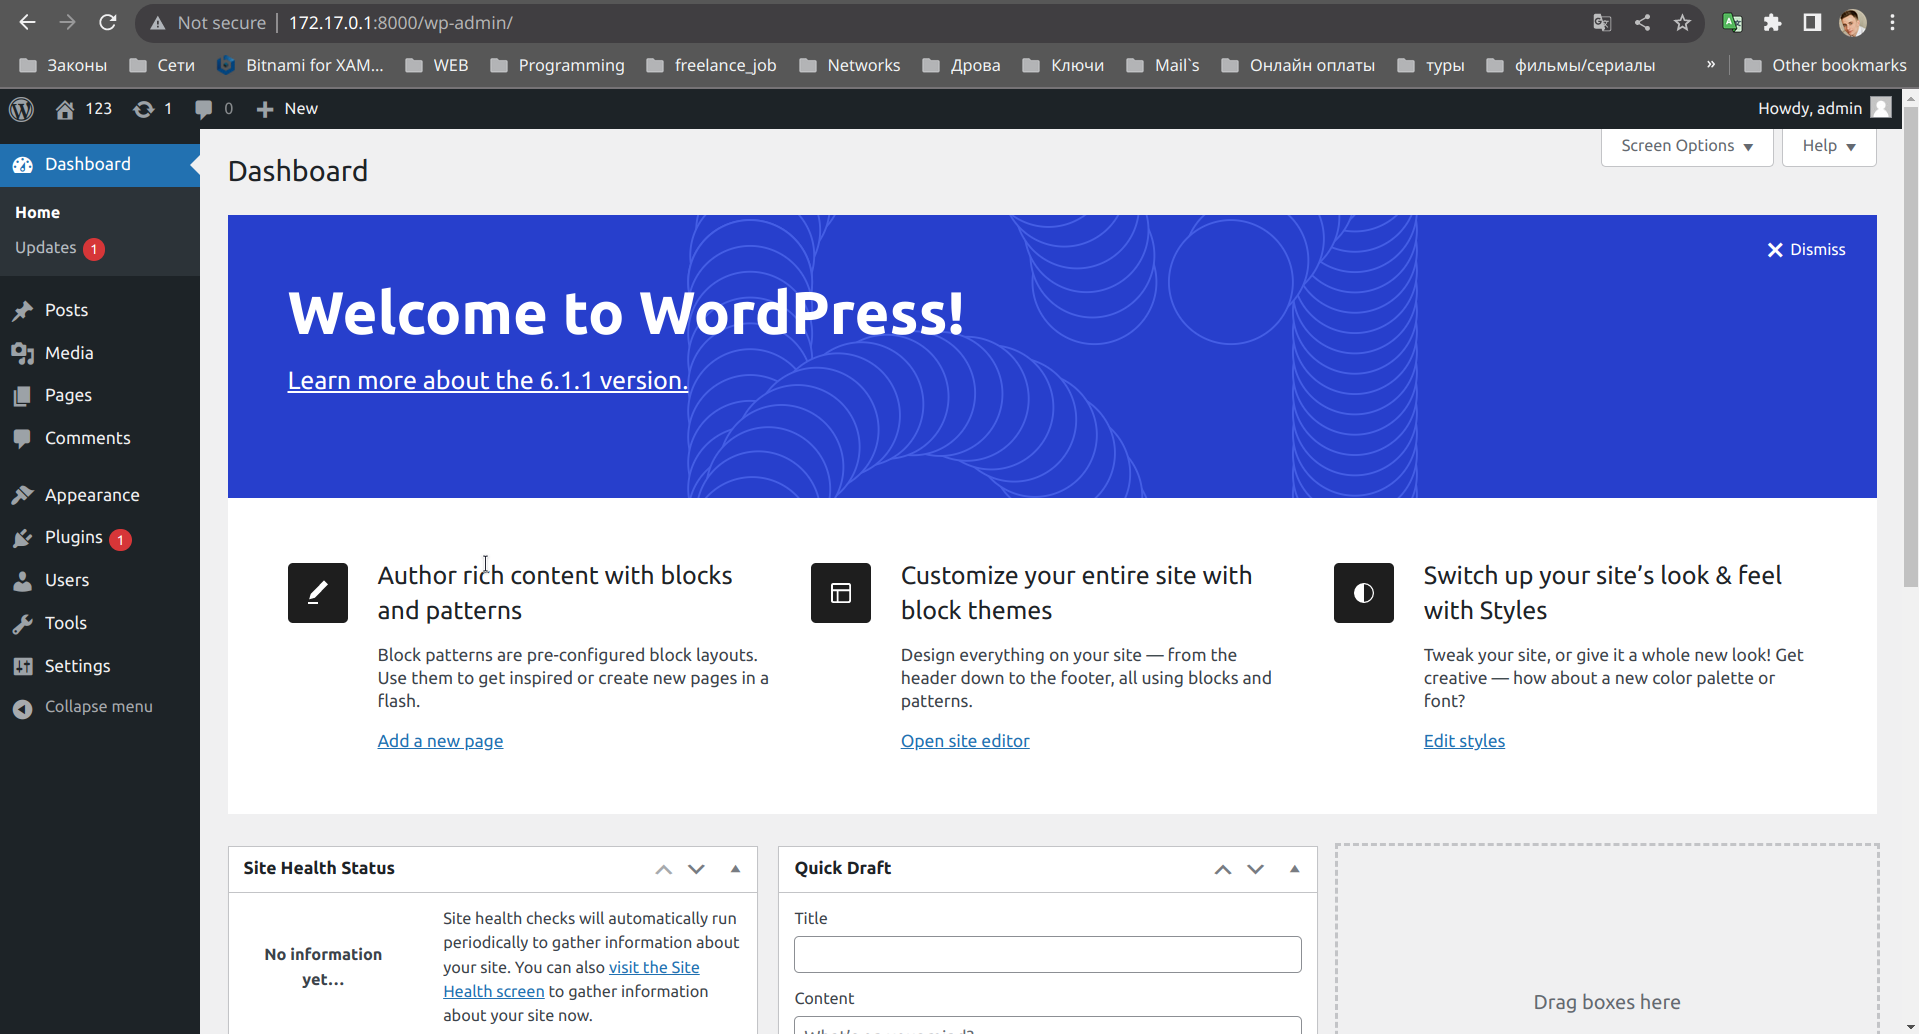 Not secure | 172.17.0.1:8000/wp-admin/
Законы Сети Bitnami for XAM... WEB Programming freelance_job Networks Дрова Ключи Mail`s Онлайн оплаты туры фильмы/сериалы » Other bookmarks
123 1 0 New Howdy, admin
Screen Options Help
Dashboard
Home
Updates 1
Posts
Media
Pages
Comments
Appearance
Plugins 1
Users
Tools
Settings
Collapse menu
Dashboard
Dismiss
Welcome to WordPress!
Learn more about the 6.1.1 version.
Author rich content with blocks
and patterns
Block patterns are pre-configured block layouts.
Use them to get inspired or create new pages in a
flash.
Add a new page
Customize your entire site with
block themes
Design everything on your site — from the
header down to the footer, all using blocks and
patterns.
Open site editor
Switch up your site’s look & feel
with Styles
Tweak your site, or give it a whole new look! Get
creative — how about a new color palette or
font?
Edit styles
Site Health Status
No information
yet…
Site health checks will automatically run
periodically to gather information about
your site. You can also visit the Site
Health screen to gather information
about your site now.
Quick Draft
Title
Content
What’s on your mind?
Drag boxes here